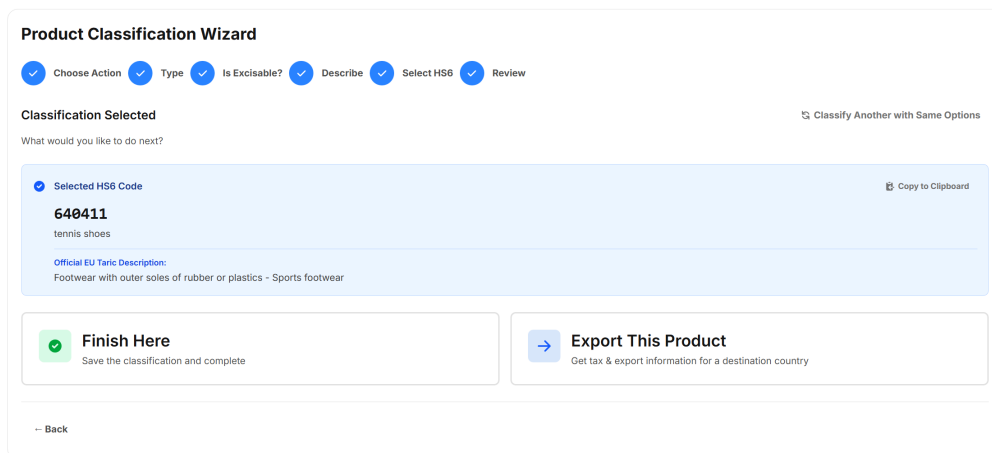 Product Classification Wizard
Choose Action Type Is Excisable? Describe Select HS6 Review
Classification Selected
Classify Another with Same Options
What would you like to do next?
Selected HS6 Code
Copy to Clipboard
640411
tennis shoes
Official EU Taric Description:
Footwear with outer soles of rubber or plastics - Sports footwear
Finish Here
Save the classification and complete
Export This Product
Get tax & export information for a destination country
← Back